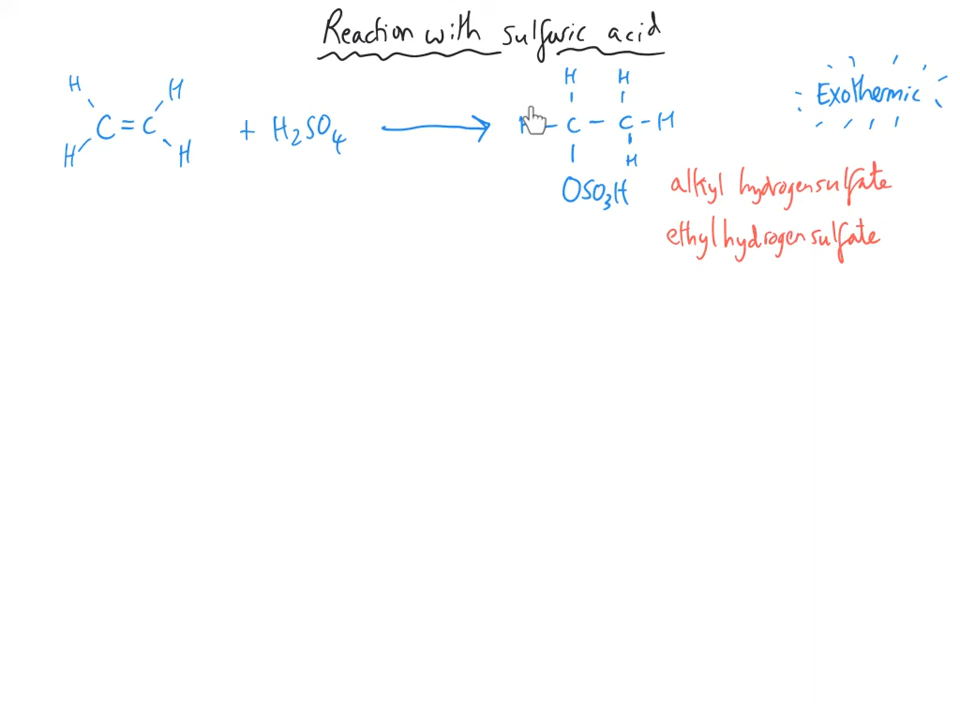 Reaction with sulfuric acid
H H H H
C = C + H₂SO₄ → C - C - H
H H H
OSO₃H
Exothermic
alkyl hydrogensulfate
ethyl hydrogensulfate